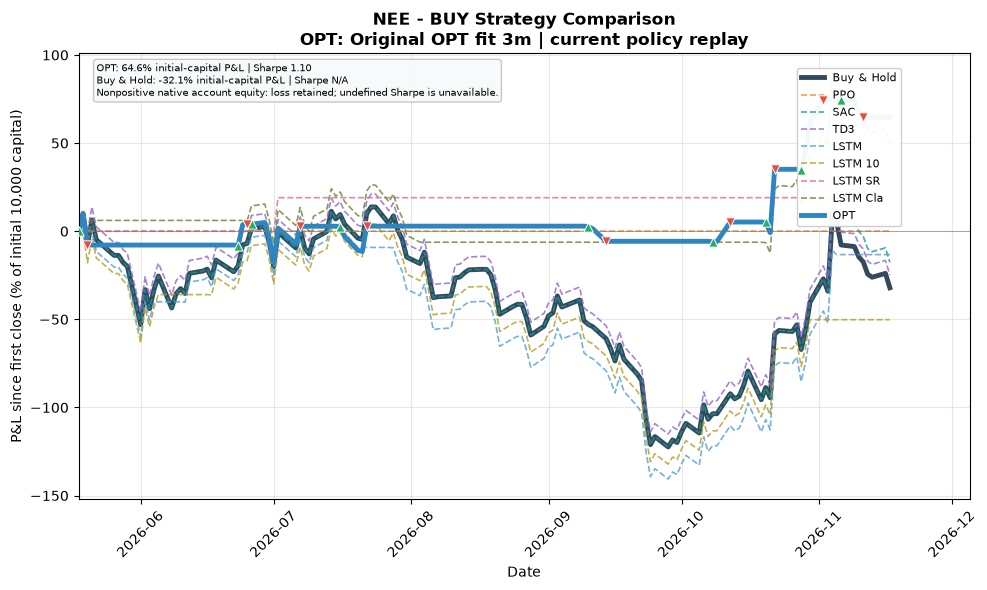 NEE - BUY Strategy Comparison
OPT: Original OPT fit 3m | current policy replay
OPT: 64.6% initial-capital P&L | Sharpe 1.10
Buy & Hold: -32.1% initial-capital P&L | Sharpe N/A
Nonpositive native account equity: loss retained; undefined Sharpe is unavailable.
Buy & Hold
PPO
SAC
TD3
LSTM
LSTM 10
LSTM SR
LSTM Cla
OPT
P&L since first close (% of initial 10,000 capital)
100
50
0
−50
−100
−150
2026-06
2026-07
2026-08
2026-09
2026-10
2026-11
2026-12
Date